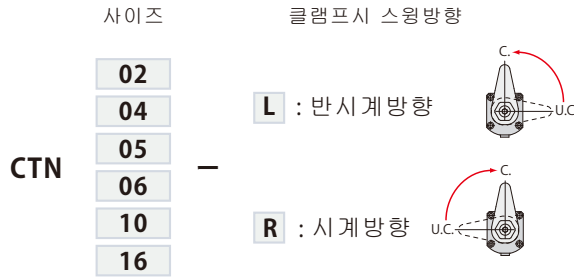 사이즈 클램프시 스윙방향
CTN
02
04
05
06
10
16
–
L : 반시계방향
C.
U.C.
R : 시계방향
C.
U.C.